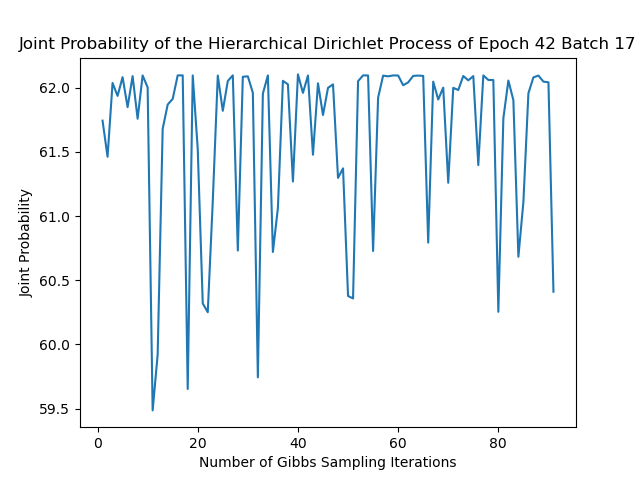 Joint Probability of the Hierarchical Dirichlet Process of Epoch 42 Batch 17
62.0
61.5
61.0
60.5
60.0
59.5
Joint Probability
0 20 40 60 80
Number of Gibbs Sampling Iterations